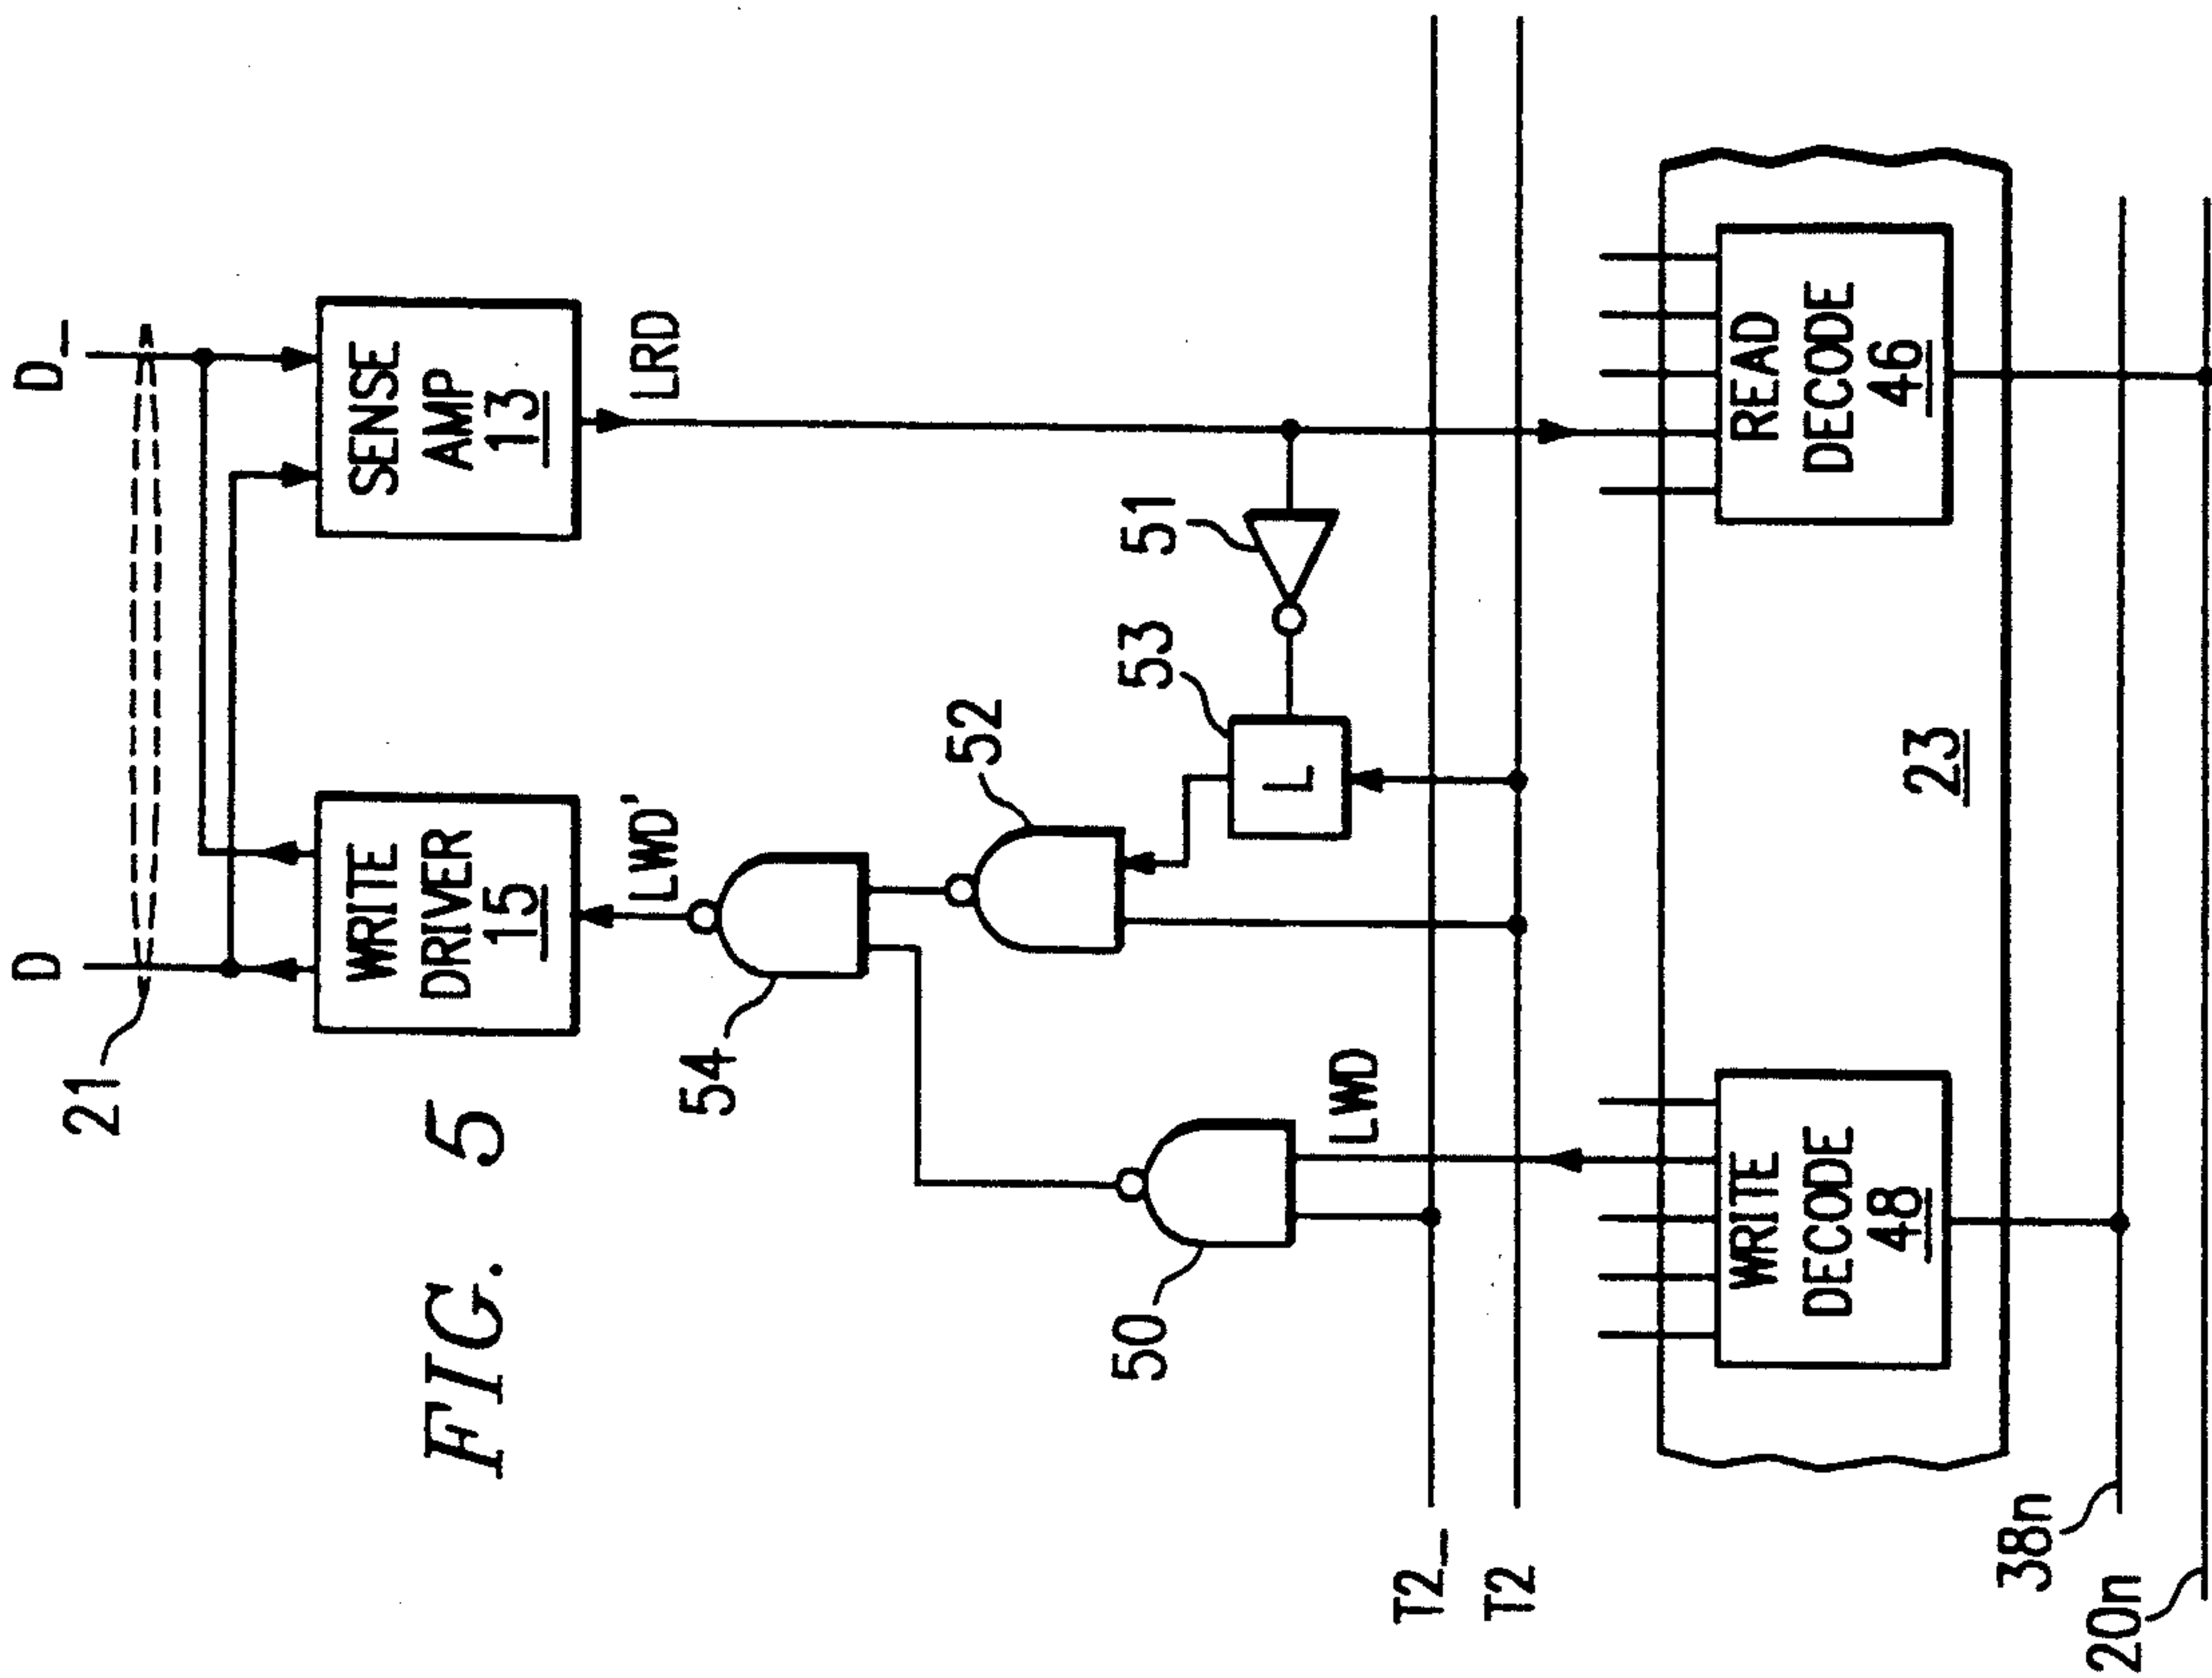 D
D_
21
WRITE
DRIVER
15
SENSE
AMP
13
FIG. 5
LWD'
LRD
54
52
53
51
50
LWD
T2_
T2
WRITE
DECODE
48
23
READ
DECODE
46
38n
20n